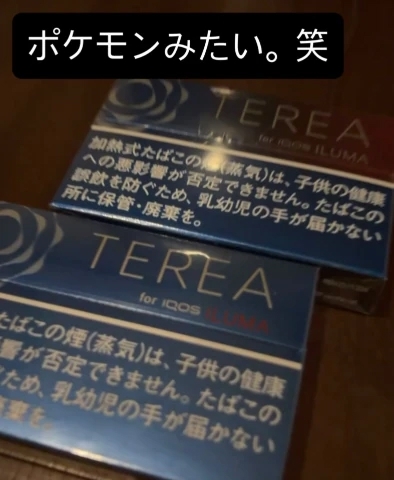 ポケモンみたい。笑
TEREA
for IQOS ILUMA
加熱式たばこの煙(蒸気)は、子供の健康
への悪影響が否定できません。たばこの
誤飲を防ぐため、乳幼児の手が届かない
所に保管・廃棄を。
TEREA
for IQOS ILUMA
たばこの煙(蒸気)は、子供の健康
影響が否定できません。たばこの
ため、乳幼児の手が届かない
廃棄を。